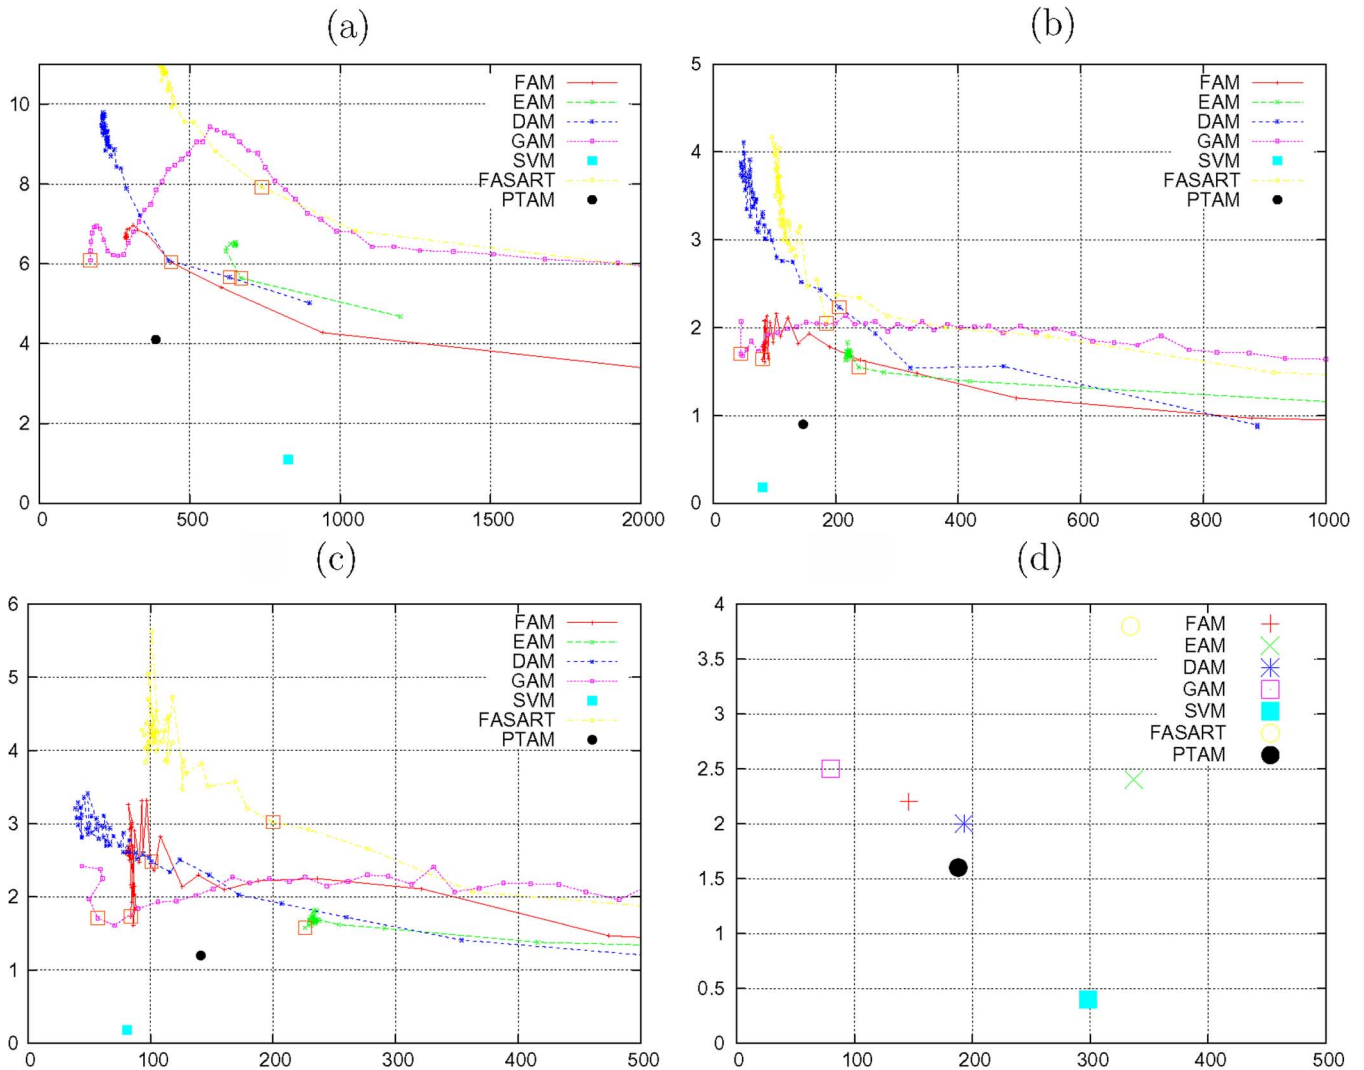 (a)
10
8
6
4
2
0
0 500 1000 1500 2000
FAM
EAM
DAM
GAM
SVM
FASART
PTAM
(b)
5
4
3
2
1
0
0 200 400 600 800 1000
FAM
EAM
DAM
GAM
SVM
FASART
PTAM
(c)
6
5
4
3
2
1
0
0 100 200 300 400 500
FAM
EAM
DAM
GAM
SVM
FASART
PTAM
(d)
4
3.5
3
2.5
2
1.5
1
0.5
0
0 100 200 300 400 500
FAM
EAM
DAM
GAM
SVM
FASART
PTAM